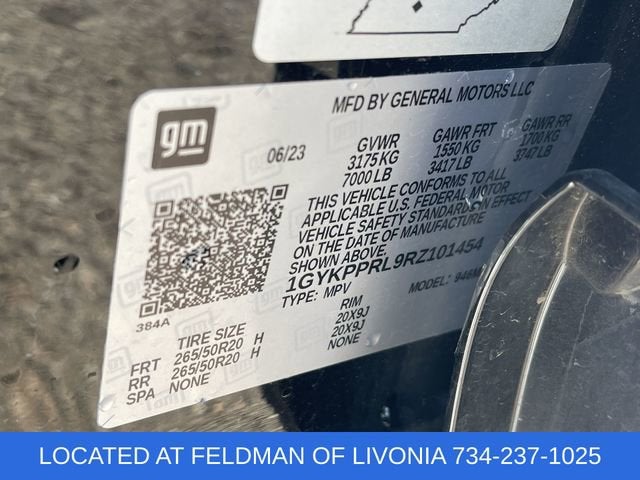 MFD BY GENERAL MOTORS LLC
gm
06/23
GVWR GAWR FRT GAWR RR
3175 KG 1550 KG 1700 KG
7000 LB 3417 LB 3747 LB
THIS VEHICLE CONFORMS TO ALL
APPLICABLE U.S. FEDERAL MOTOR
VEHICLE SAFETY STANDARDS IN EFFECT
ON THE DATE OF MANUFACTURE
SHOWN ABOVE.
1GYKPPRL9RZ101454
TYPE: MPV MODEL:
384A
TIRE SIZE RIM
FRT 265/50R20 H 20X9J
RR 265/50R20 H 20X9J
SPA NONE NONE
LOCATED AT FELDMAN OF LIVONIA 734-237-1025